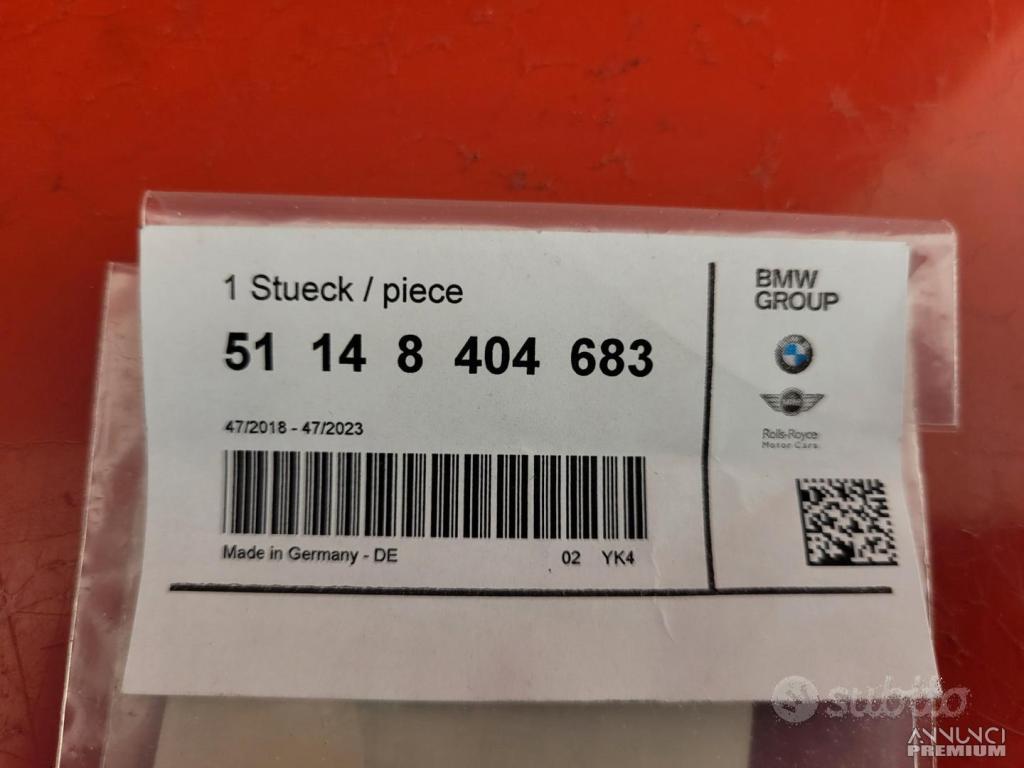 1 Stueck / piece
51 14 8 404 683
47/2018 - 47/2023
Made in Germany - DE
02 YK4
BMW
GROUP
Rolls-Royce
Motor Cars
subito
ANNUNCI
PREMIUM